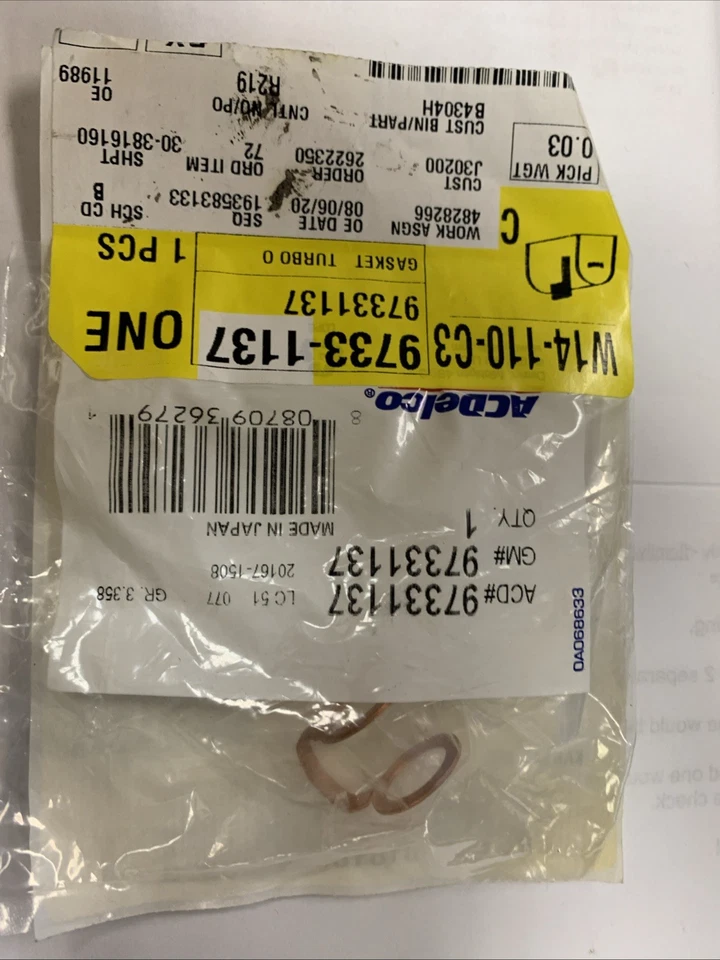 0A068633
ACD# 97331137 LC 51 077 GR. 3.358
20167-1508
GM# 97331137
QTY. 1
MADE IN JAPAN
8 08709 36279 1
ACDelco®
W14-110-C3 9733-1137 ONE
97331137
GASKET TURBO O 1 PCS
C
WORK ASGN OE DATE SEQ SCH CD
4828266 08/06/20 193583133 B
PICK WGT CUST ORDER ORD ITEM SHPT
0.03 J30200 2622350 72 30-3816160
CUST BIN/PART CNTL NO/PO OE
B4304H R219 11989